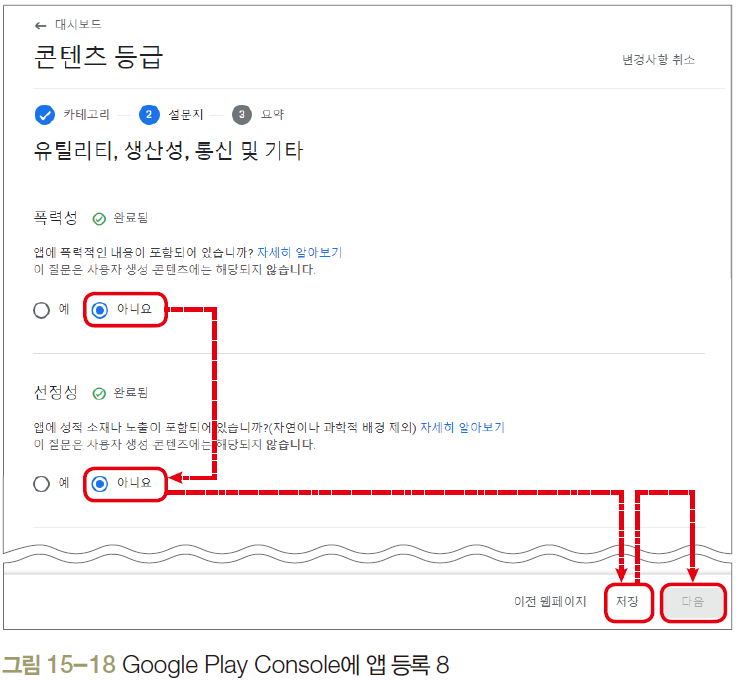 ← 대시보드
콘텐츠 등급
변경사항 취소
카테고리 2 설문지 3 요약
유틸리티, 생산성, 통신 및 기타
폭력성 완료됨
앱에 폭력적인 내용이 포함되어 있습니까? 자세히 알아보기
이 질문은 사용자 생성 콘텐츠에는 해당되지 않습니다.
예 아니요
선정성 완료됨
앱에 성적 소재나 노출이 포함되어 있습니까?(자연이나 과학적 배경 제외) 자세히 알아보기
이 질문은 사용자 생성 콘텐츠에는 해당되지 않습니다.
예 아니요
이전 웹페이지 저장 다음
그림 15-18 Google Play Console에 앱 등록 8